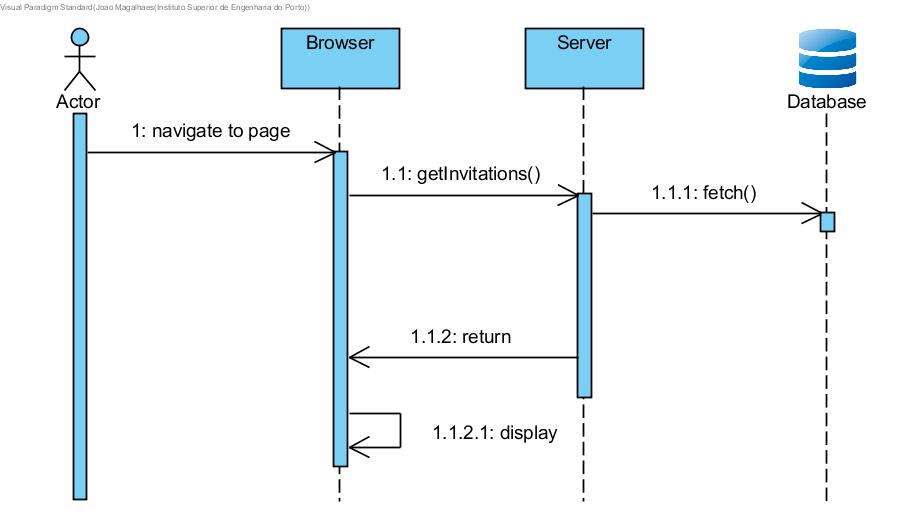 Visual Paradigm Standard(Joao Magalhaes(Instituto Superior de Engenharia do Porto))
Browser
Server
Actor
Database
1: navigate to page
1.1: getInvitations()
1.1.1: fetch()
1.1.2: return
1.1.2.1: display